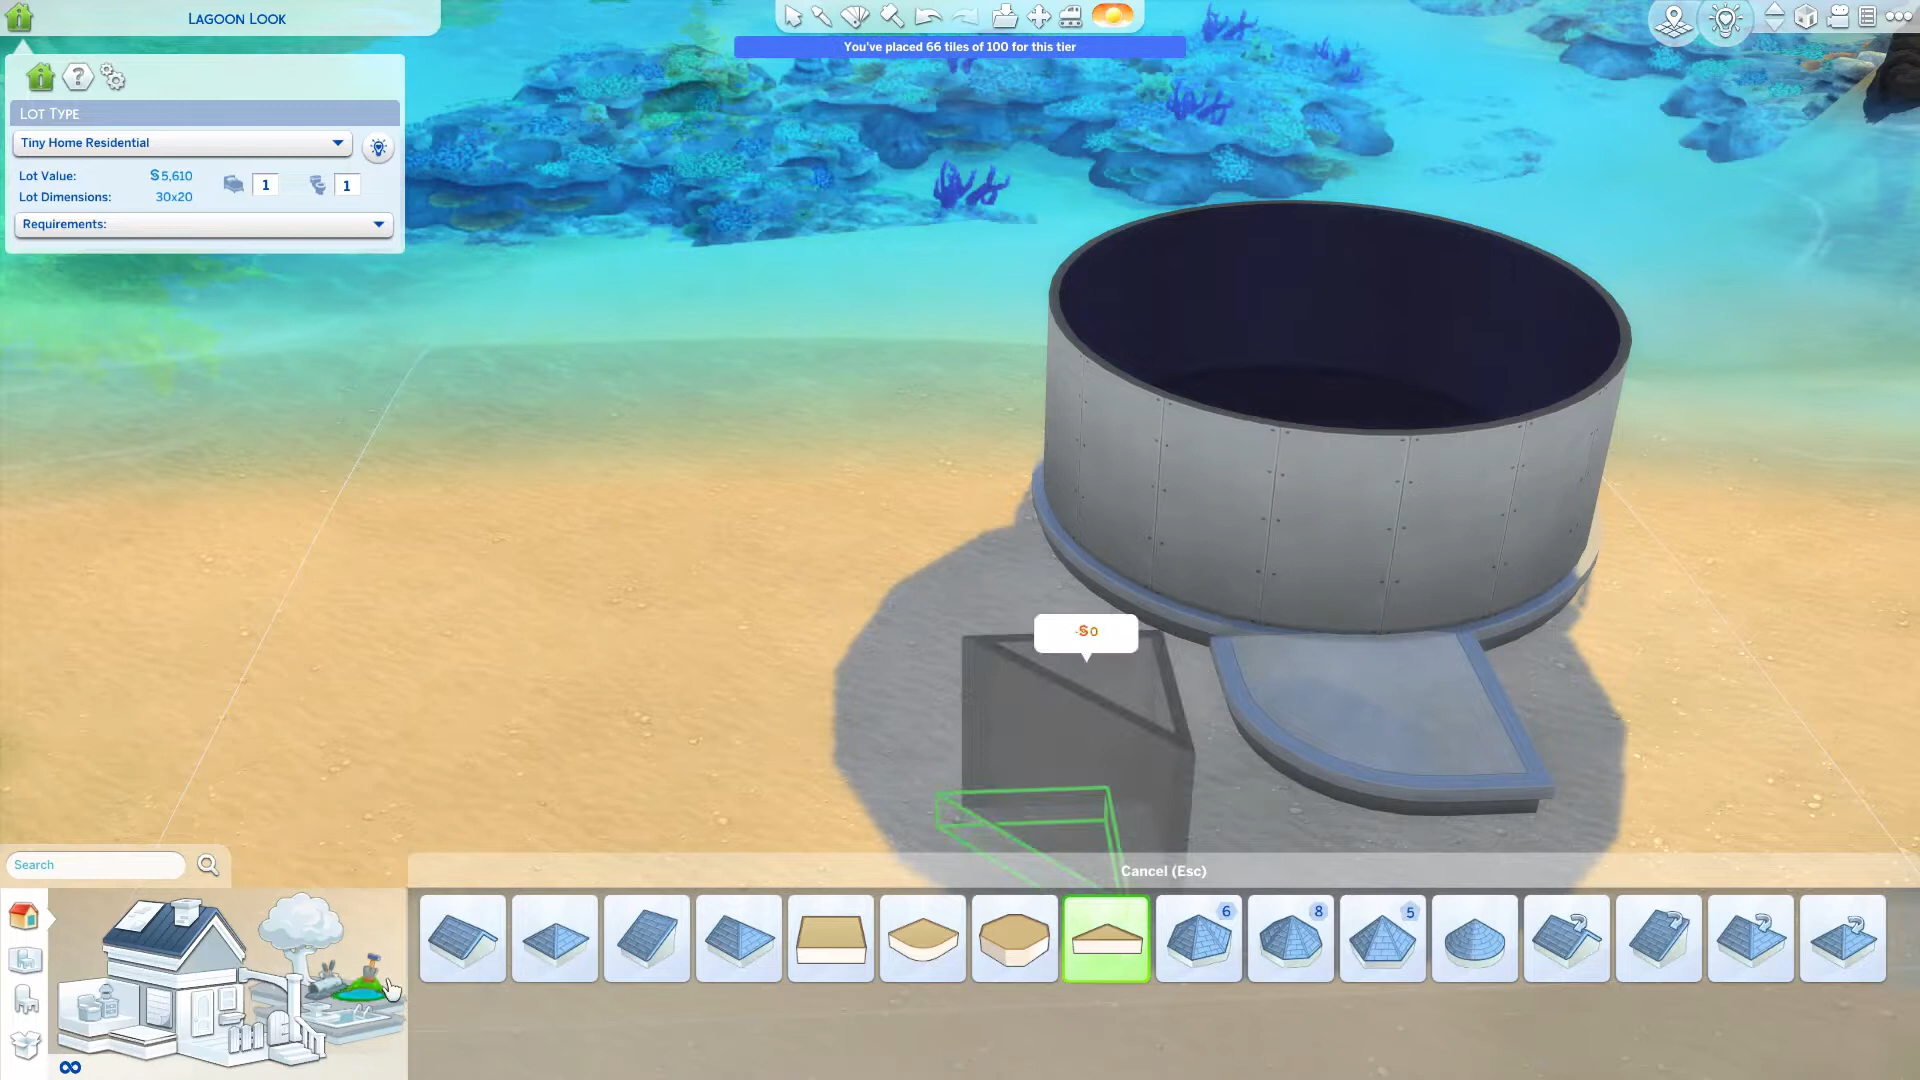 LAGOON LOOK
You've placed 66 tiles of 100 for this tier
LOT TYPE
Tiny Home Residential
Lot Value: §5,610
1
1
Lot Dimensions: 30x20
Requirements:
-§0
Search
Cancel (Esc)
6
8
5